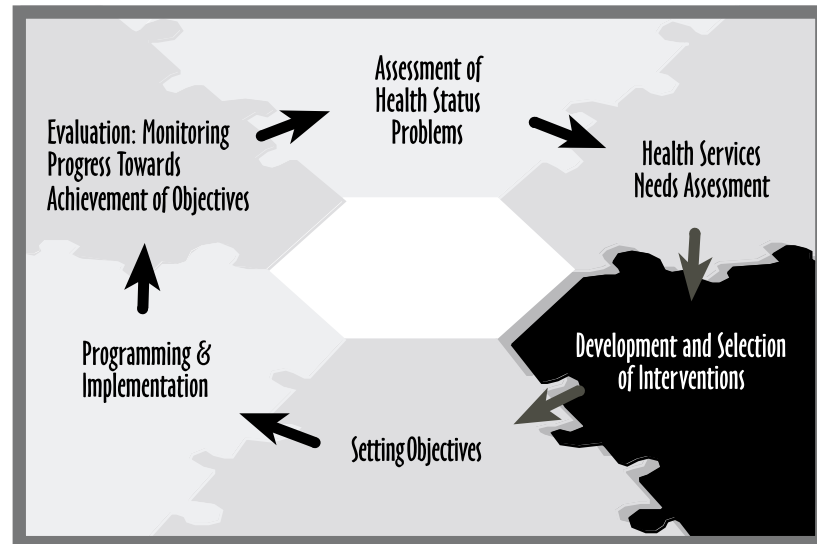 Assessment of
Health Status
Problems
Evaluation: Monitoring
Progress Towards
Achievement of Objectives
Health Services
Needs Assessment
Development and Selection
of Interventions
Programming &
Implementation
Setting Objectives